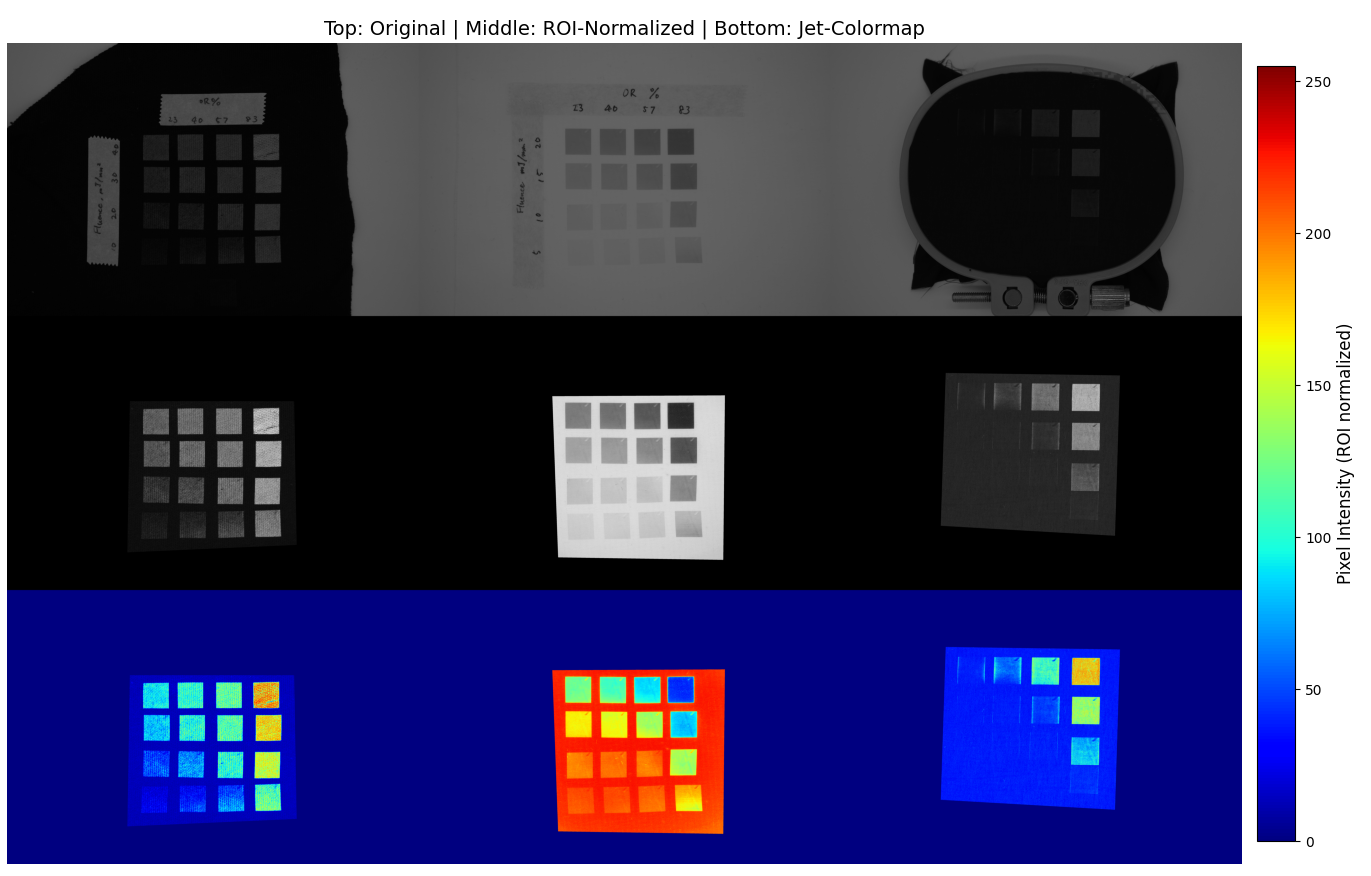 Top: Original | Middle: ROI-Normalized | Bottom: Jet-Colormap
OR%
23 40 57 83
Fluence, mJ/mm²
40
30
20
10
OR %
23 40 57 83
Fluence mJ/mm²
20
15
10
5
250
200
150
100
50
0
Pixel Intensity (ROI normalized)